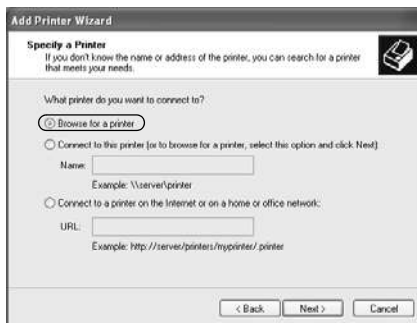 Add Printer Wizard
Specify a Printer
If you don't know the name or address of the printer, you can search for a printer
that meets your needs.
What printer do you want to connect to?
Browse for a printer
Connect to this printer (or to browse for a printer, select this option and click Next):
Name:
Example: \\server\printer
Connect to a printer on the Internet or on a home or office network:
URL:
Example: http://server/printers/myprinter/.printer
< Back
Next >
Cancel